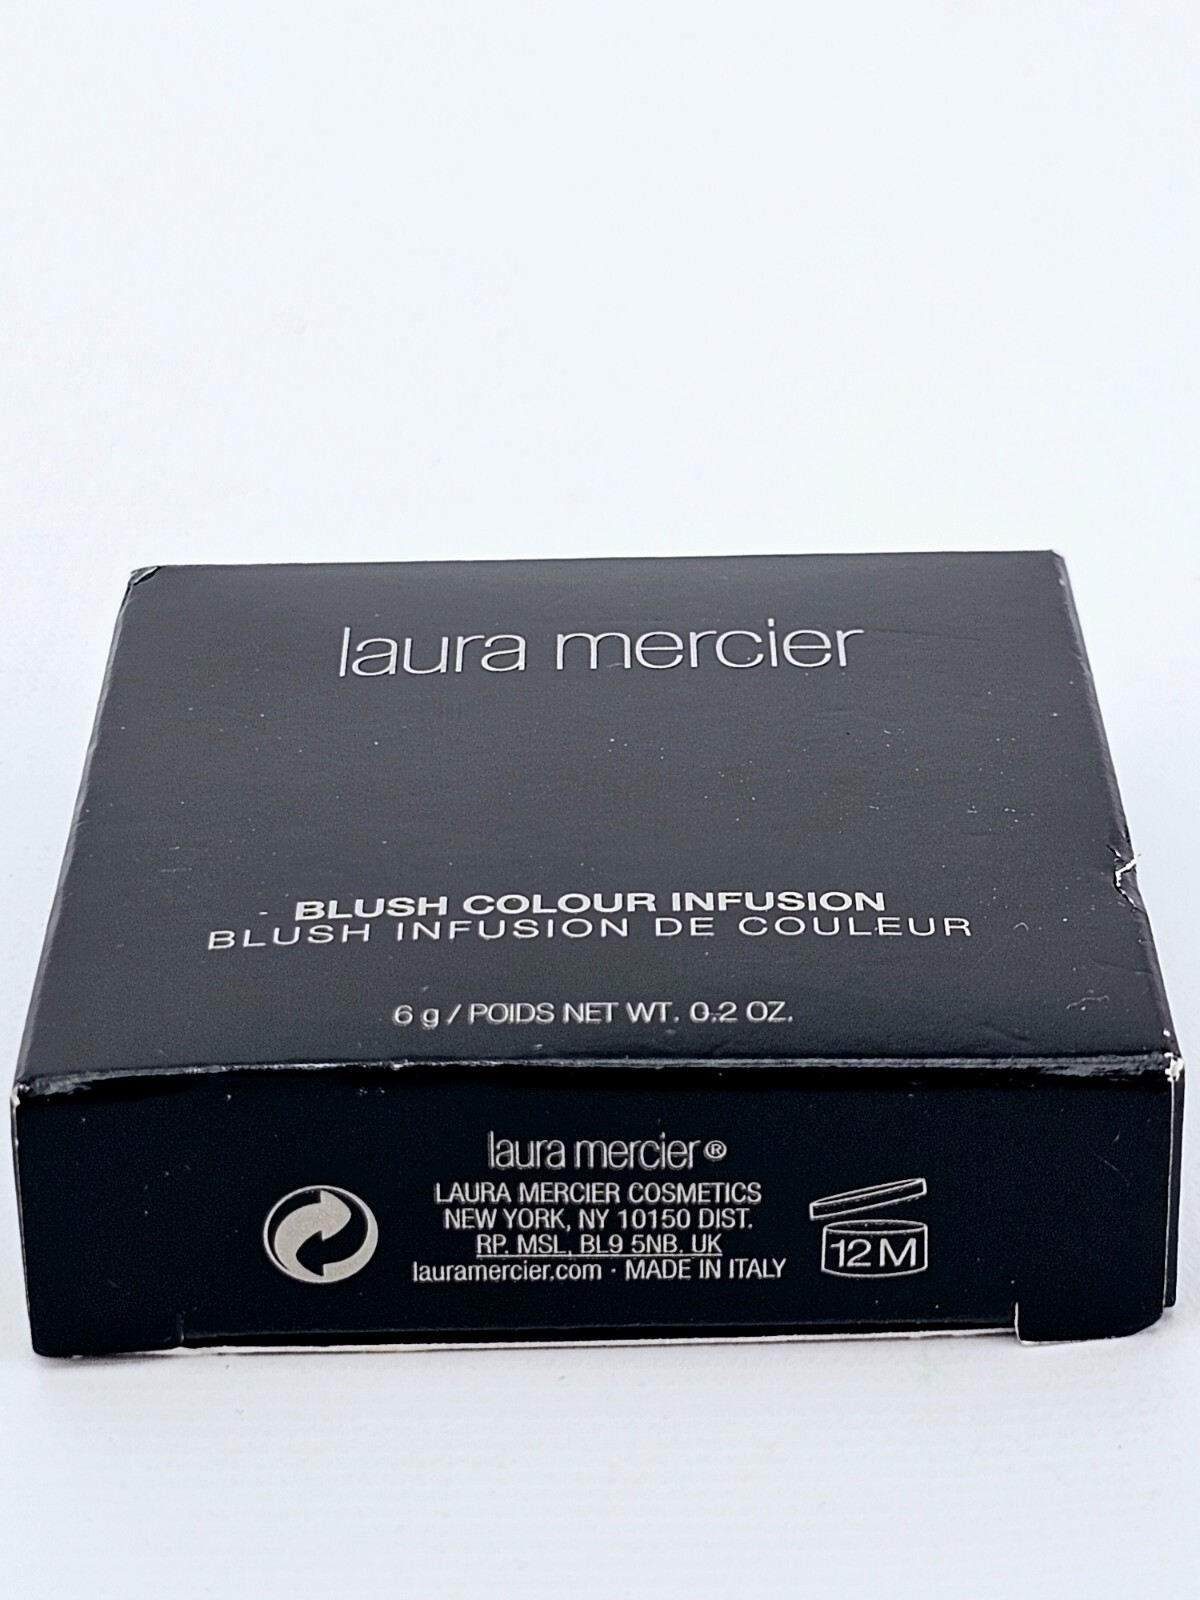 laura mercier
BLUSH COLOUR INFUSION
BLUSH INFUSION DE COULEUR
6 g / POIDS NET WT. 0.2 OZ.
laura mercier®
LAURA MERCIER COSMETICS
NEW YORK, NY 10150 DIST.
RP. MSL, BL9 5NB. UK
lauramercier.com · MADE IN ITALY
12M